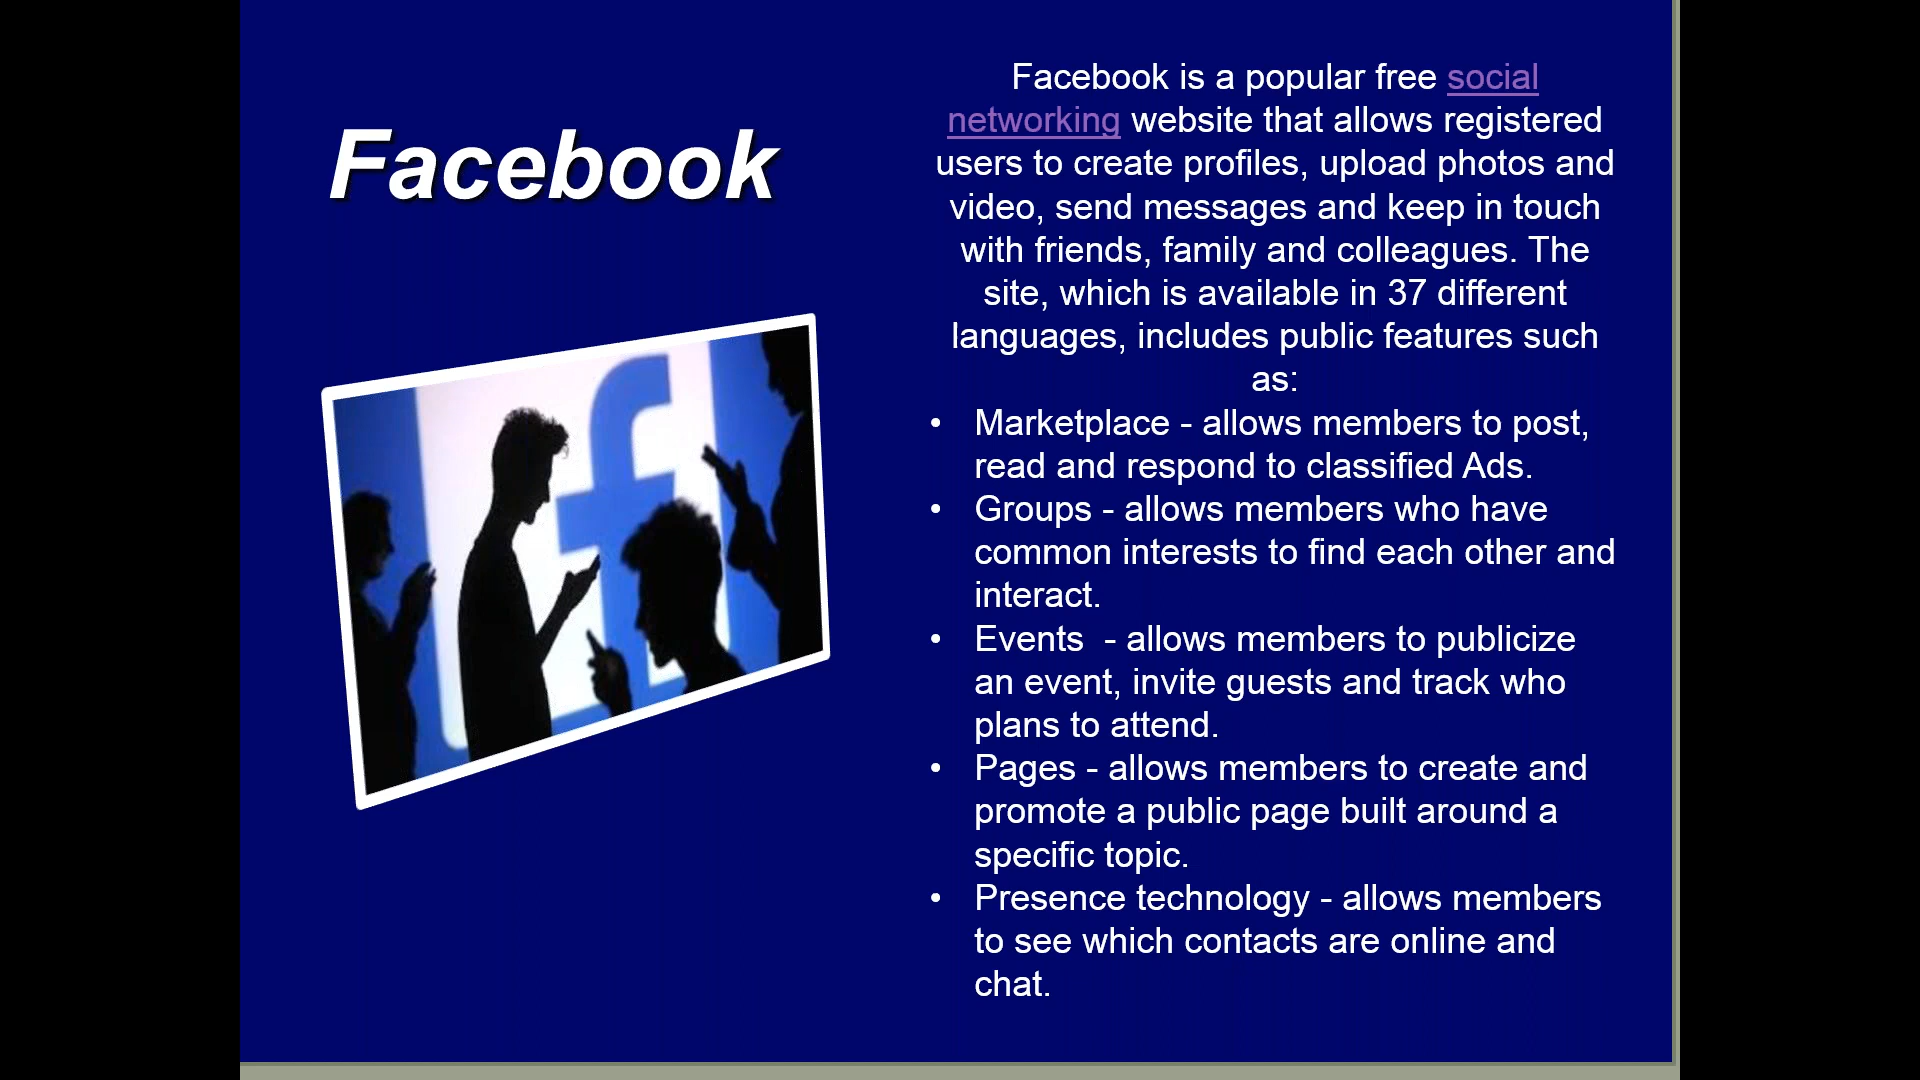 Facebook
Facebook is a popular free social
networking website that allows registered
users to create profiles, upload photos and
video, send messages and keep in touch
with friends, family and colleagues. The
site, which is available in 37 different
languages, includes public features such
as:
• Marketplace - allows members to post,
read and respond to classified Ads.
• Groups - allows members who have
common interests to find each other and
interact.
• Events  - allows members to publicize
an event, invite guests and track who
plans to attend.
• Pages - allows members to create and
promote a public page built around a
specific topic.
• Presence technology - allows members
to see which contacts are online and
chat.